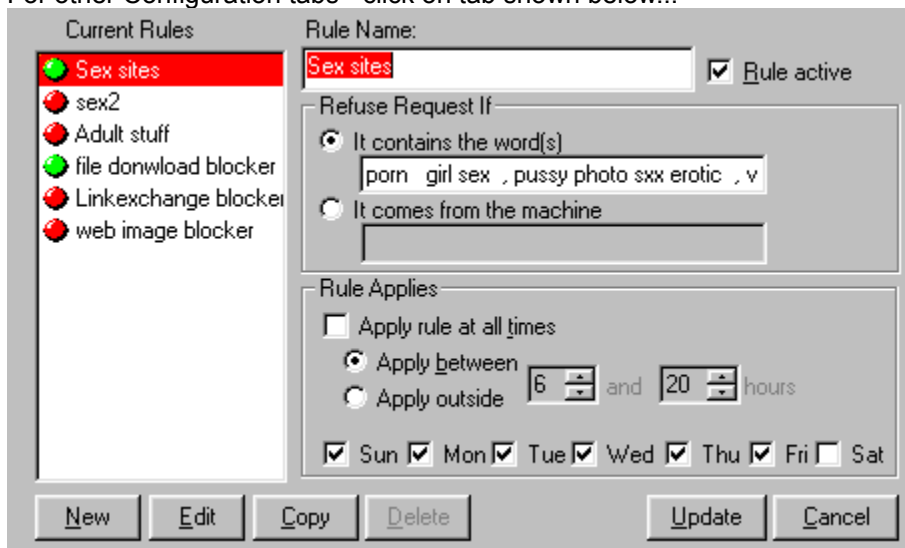 For other Configuration tabs - click on tab shown below...
Current Rules
Sex sites
sex2
Adult stuff
file donwload blocker
Linkexchange blocker
web image blocker
Rule Name:
Sex sites
Rule active
Refuse Request If
It contains the word(s)
porn girl sex , pussy photo sxx erotic , v
It comes from the machine
Rule Applies
Apply rule at all times
Apply between
Apply outside
6 and 20 hours
Sun Mon Tue Wed Thu Fri Sat
New Edit Copy Delete Update Cancel